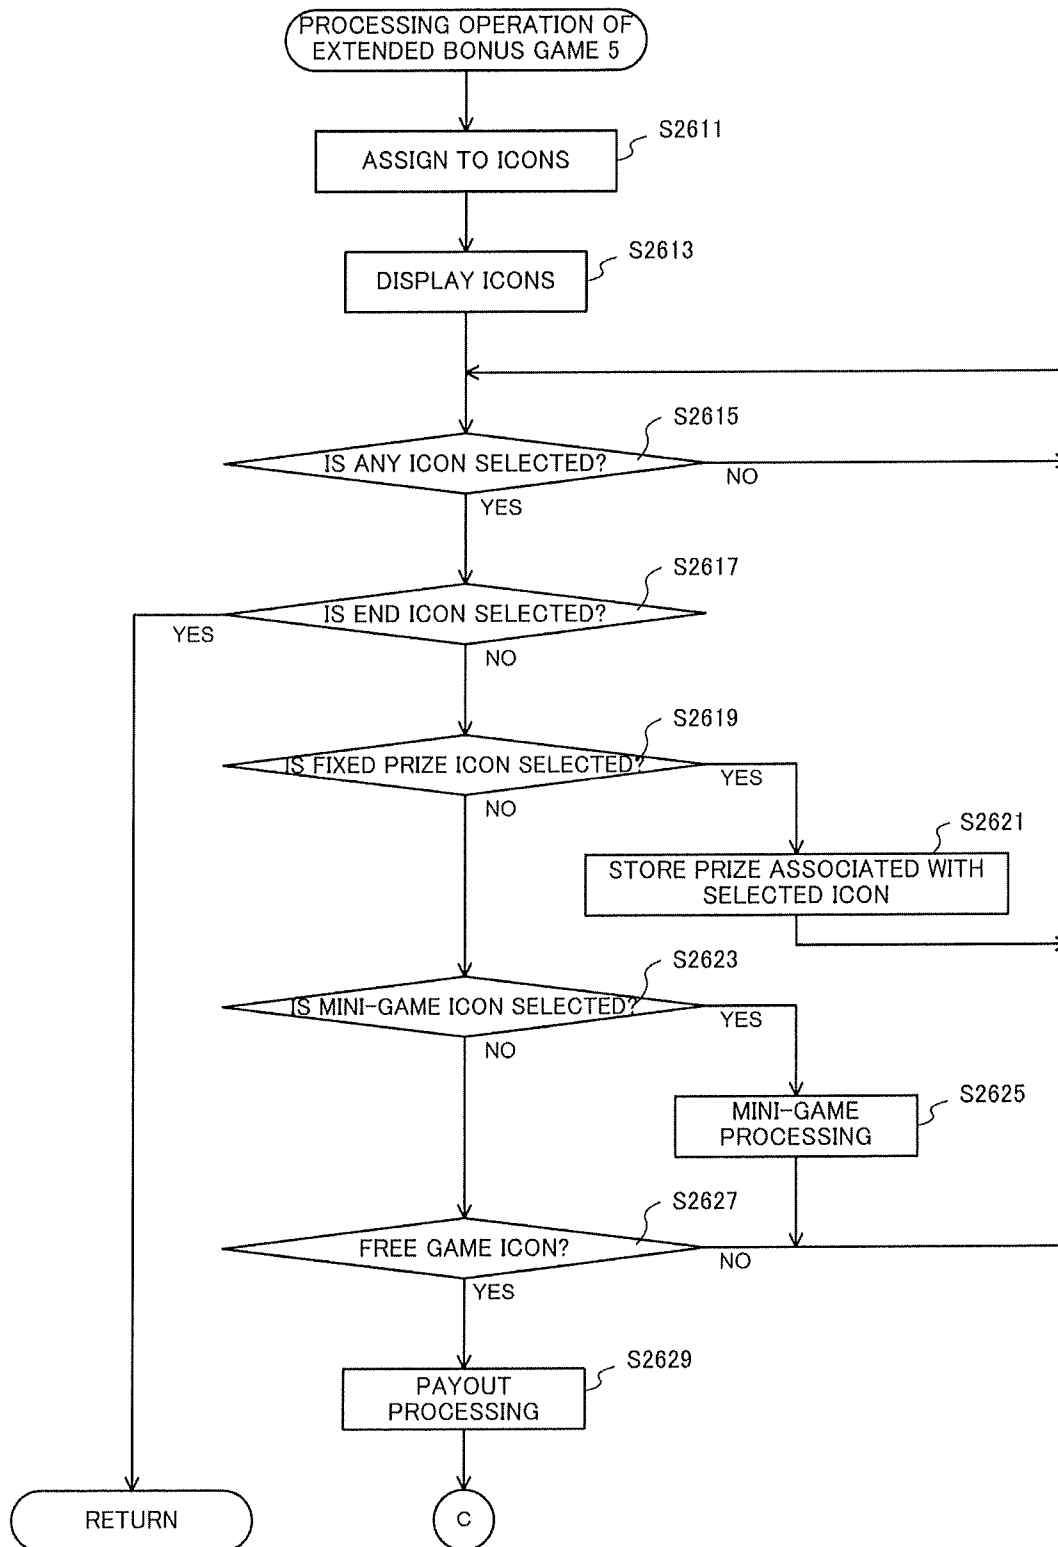 PROCESSING OPERATION OF
EXTENDED BONUS GAME 5
S2611
ASSIGN TO ICONS
S2613
DISPLAY ICONS
S2615
IS ANY ICON SELECTED?
NO
YES
S2617
IS END ICON SELECTED?
YES
NO
S2619
IS FIXED PRIZE ICON SELECTED?
YES
NO
S2621
STORE PRIZE ASSOCIATED WITH
SELECTED ICON
S2623
IS MINI-GAME ICON SELECTED?
YES
NO
S2625
MINI-GAME
PROCESSING
S2627
FREE GAME ICON?
NO
YES
S2629
PAYOUT
PROCESSING
RETURN
C